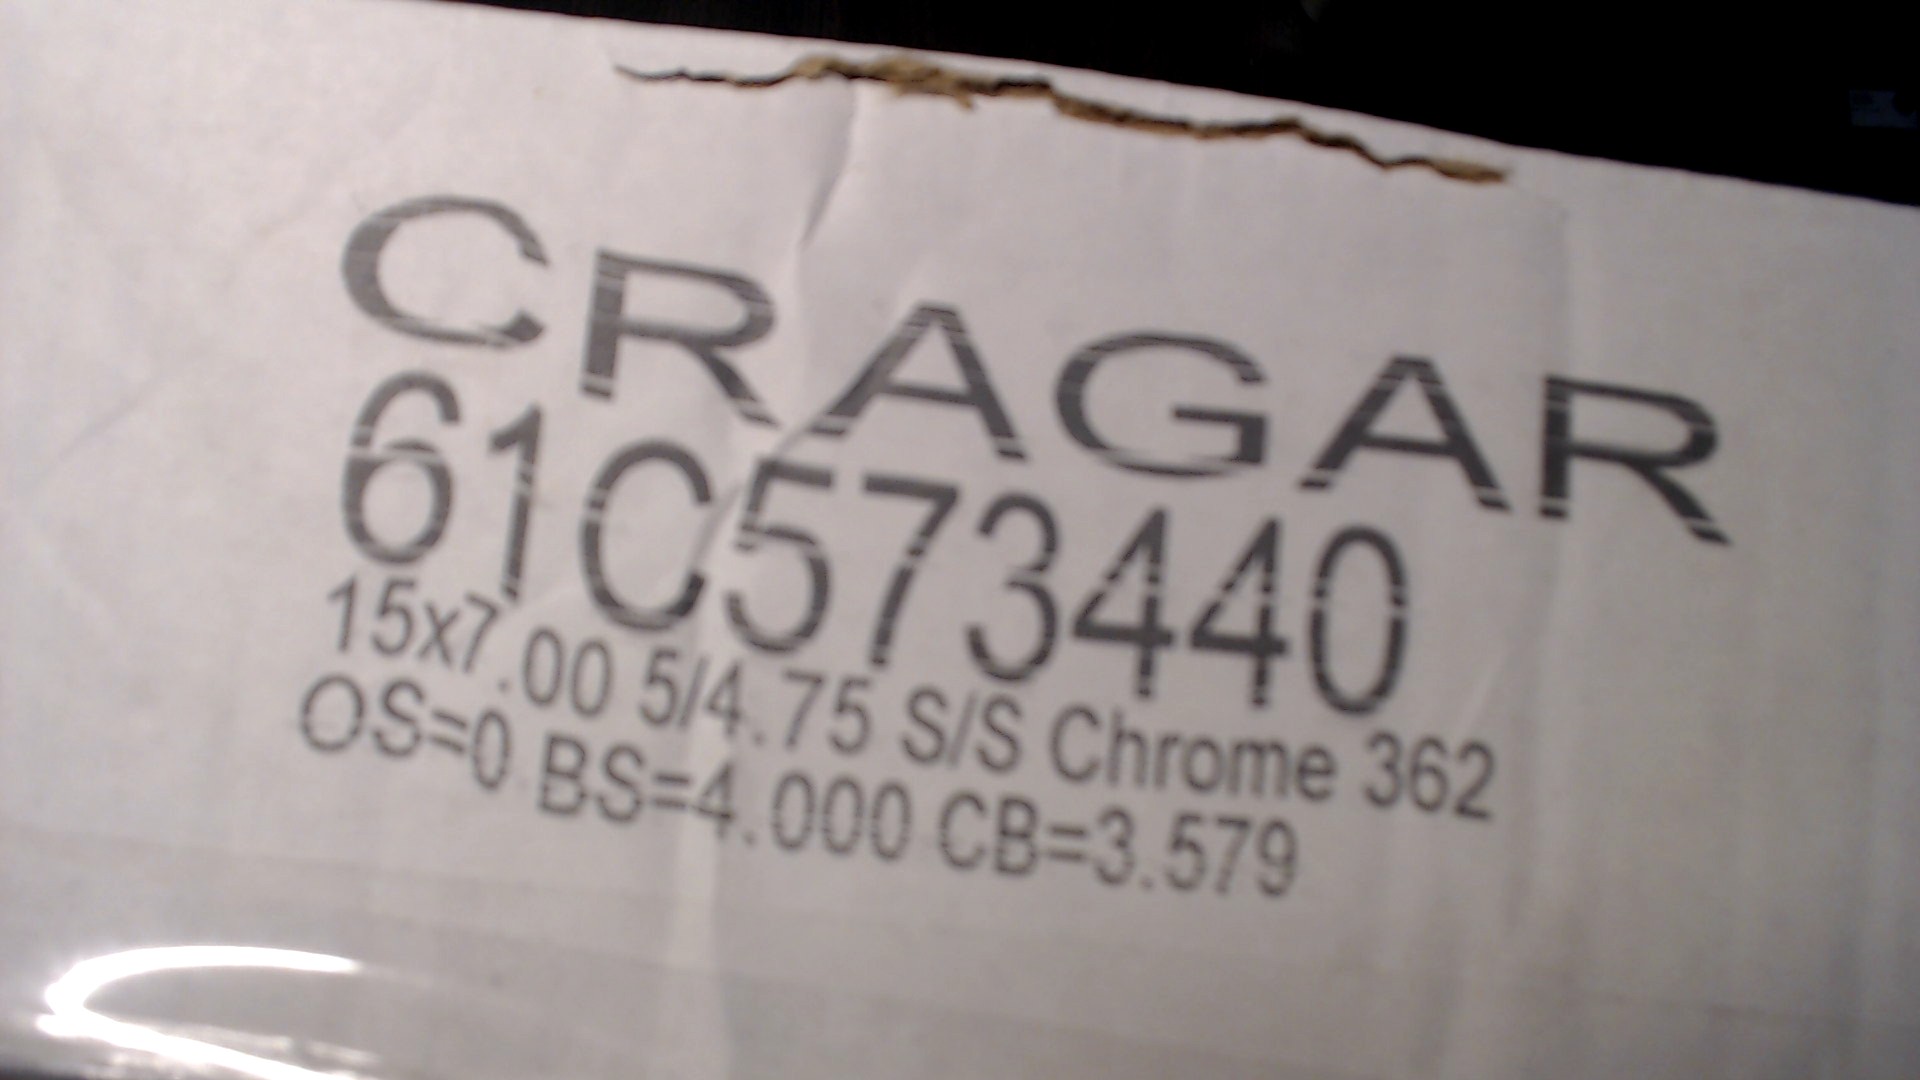 CRAGAR
61C573440
15x7.00 5/4.75 S/S Chrome 362
OS=0 BS=4.000 CB=3.579